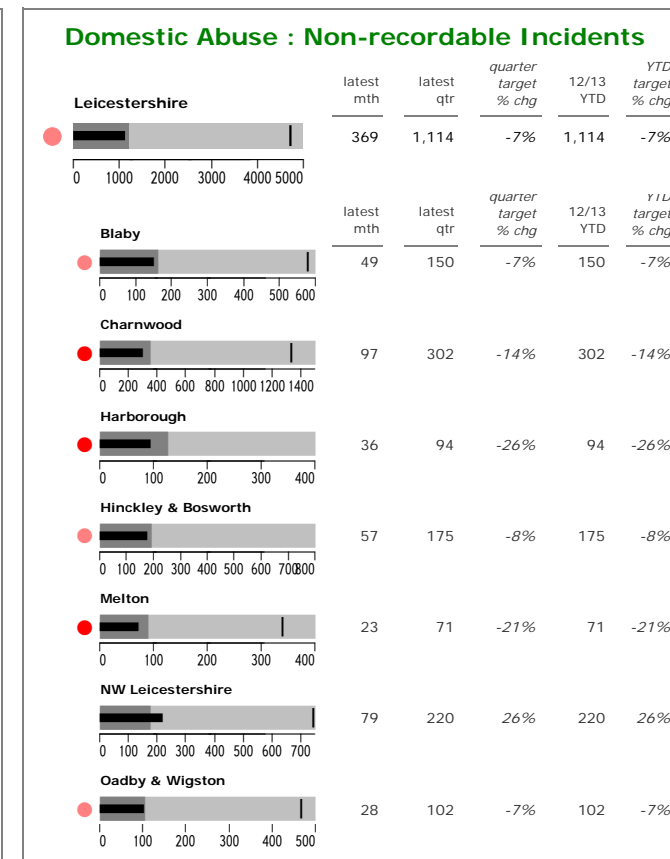 Domestic Abuse : Non-recordable Incidents
latest mth latest qtr quarter target % chg 12/13 YTD YTD target % chg
Leicestershire
369 1,114 -7% 1,114 -7%
0 1000 2000 3000 4000 5000
latest mth latest qtr quarter target % chg 12/13 YTD YTD target % chg
Blaby
49 150 -7% 150 -7%
0 100 200 300 400 500 600
Charnwood
97 302 -14% 302 -14%
0 200 400 600 800 1000 1200 1400
Harborough
36 94 -26% 94 -26%
0 100 200 300 400
Hinckley & Bosworth
57 175 -8% 175 -8%
0 100 200 300 400 500 600 700 800
Melton
23 71 -21% 71 -21%
0 100 200 300 400
NW Leicestershire
79 220 26% 220 26%
0 100 200 300 400 500 600 700
Oadby & Wigston
28 102 -7% 102 -7%
0 100 200 300 400 500